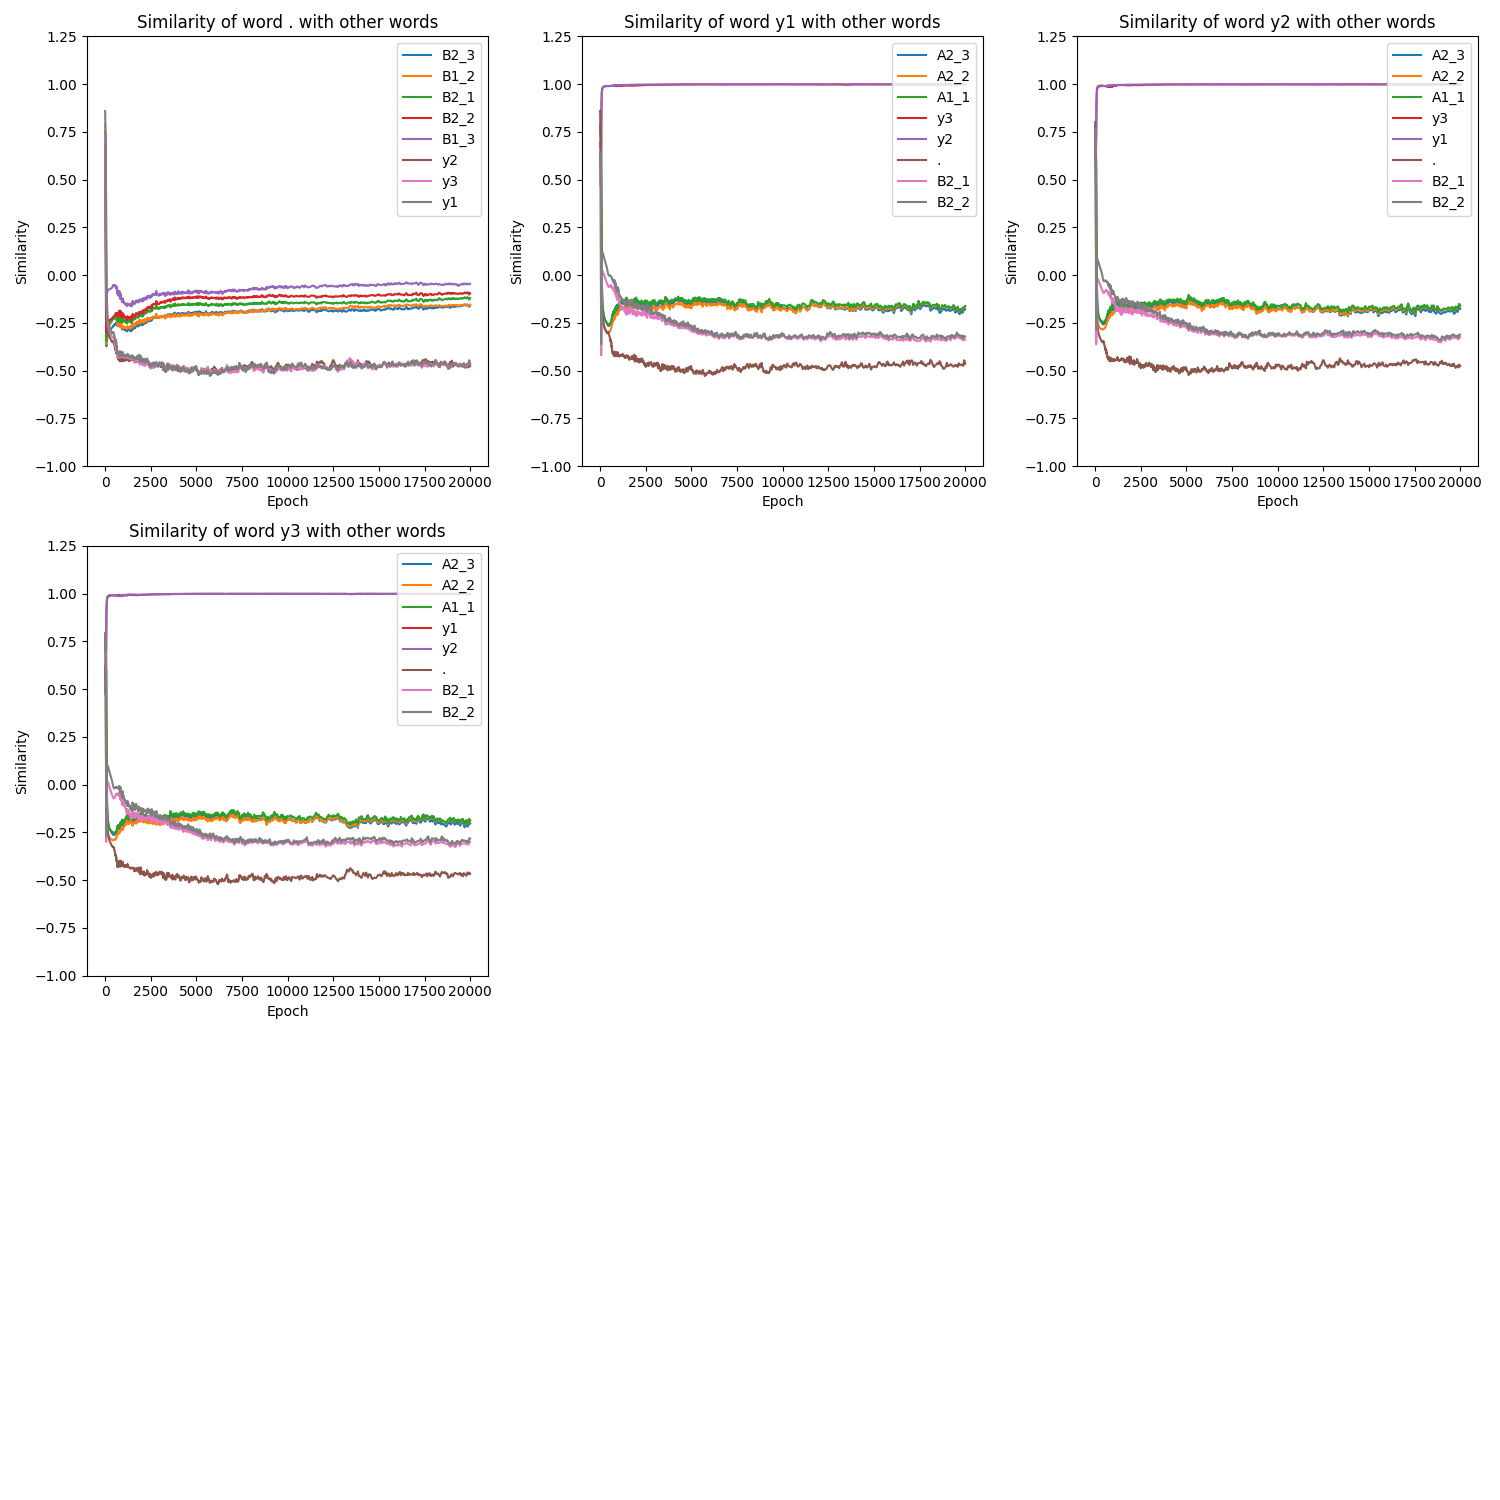 Similarity of word . with other words
1.25
1.00
0.75
0.50
0.25
0.00
−0.25
−0.50
−0.75
−1.00
Similarity
0 2500 5000 7500 10000 12500 15000 17500 20000
Epoch
B2_3
B1_2
B2_1
B2_2
B1_3
y2
y3
y1
Similarity of word y1 with other words
1.25
1.00
0.75
0.50
0.25
0.00
−0.25
−0.50
−0.75
−1.00
Similarity
0 2500 5000 7500 10000 12500 15000 17500 20000
Epoch
A2_3
A2_2
A1_1
y3
y2
.
B2_1
B2_2
Similarity of word y2 with other words
1.25
1.00
0.75
0.50
0.25
0.00
−0.25
−0.50
−0.75
−1.00
Similarity
0 2500 5000 7500 10000 12500 15000 17500 20000
Epoch
A2_3
A2_2
A1_1
y3
y1
.
B2_1
B2_2
Similarity of word y3 with other words
1.25
1.00
0.75
0.50
0.25
0.00
−0.25
−0.50
−0.75
−1.00
Similarity
0 2500 5000 7500 10000 12500 15000 17500 20000
Epoch
A2_3
A2_2
A1_1
y1
y2
.
B2_1
B2_2